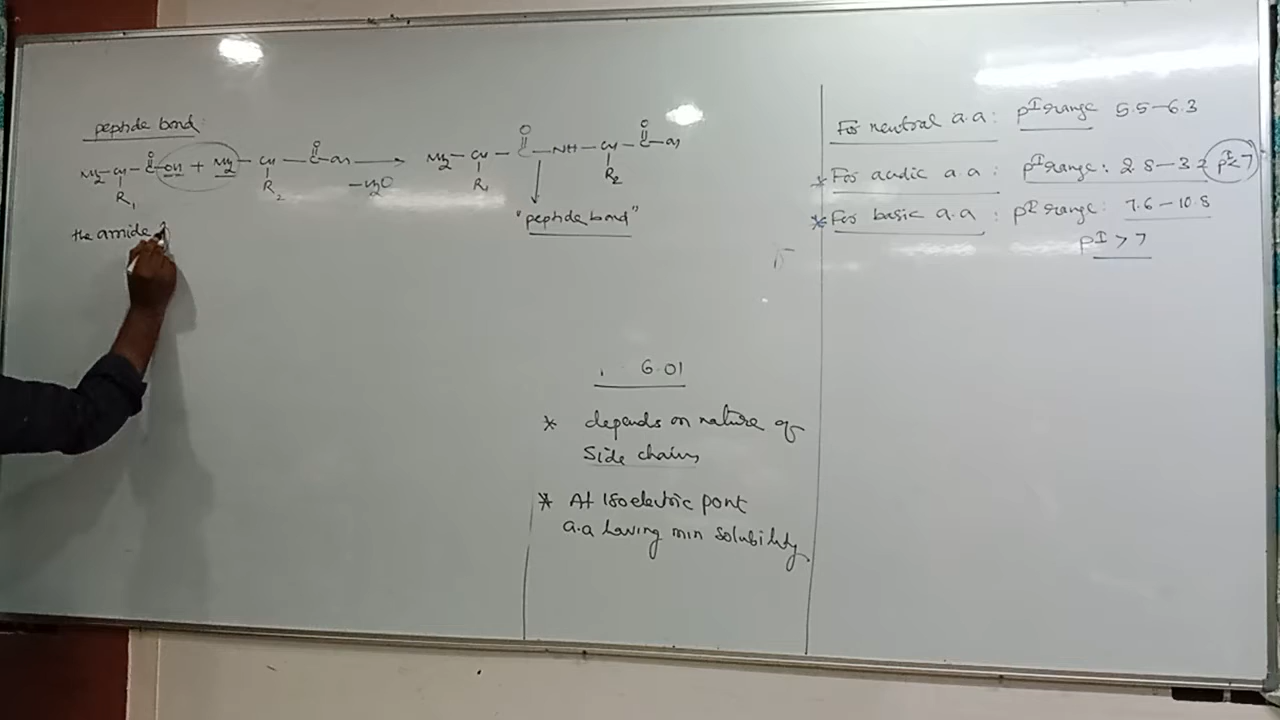 peptide bond:
O O
NH2-CH-C-OH + NH2-CH-C-OH → NH2-CH-C-NH-CH-C-OH
R1 R2 -H2O R1 R2
"peptide bond"
the amide
6.01
* depends on nature of
Side chains
* At Isoelectric point
a.a having min solubility
For neutral a.a: pI range 5.5-6.3
* For acidic a.a: pI range: 2.8-3.2 pI<7
* For basic a.a: pI range: 7.6-10.8
pI > 7